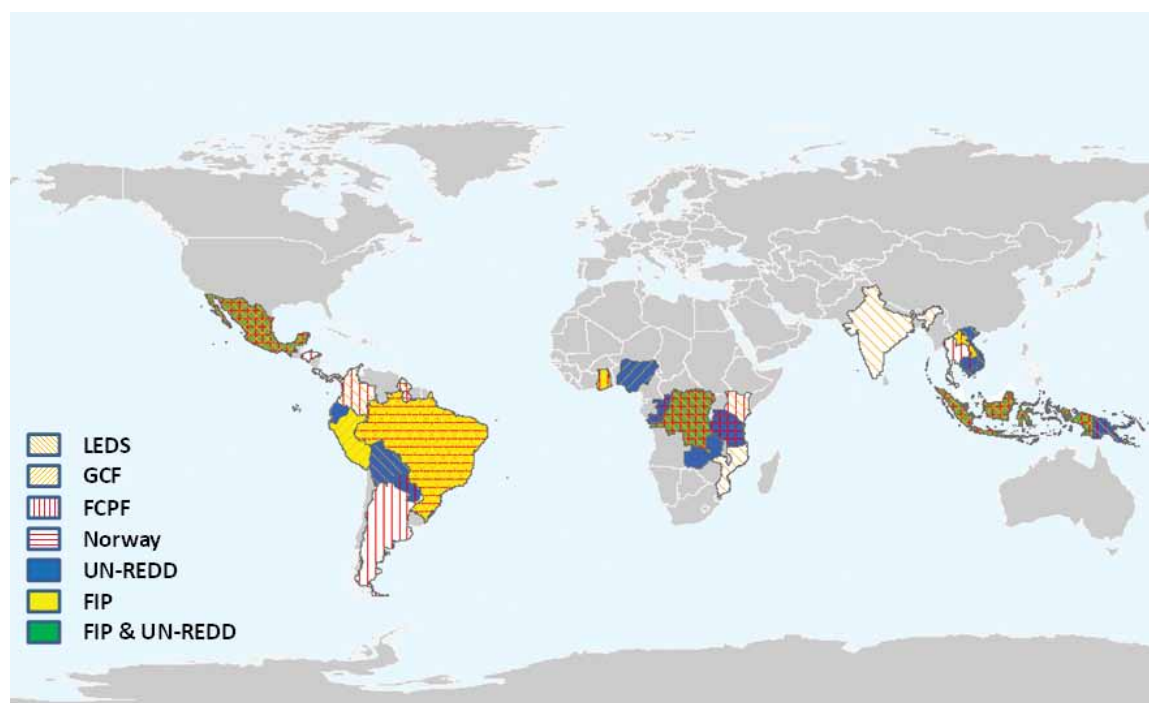 LEDS
GCF
FCPF
Norway
UN-REDD
FIP
FIP & UN-REDD